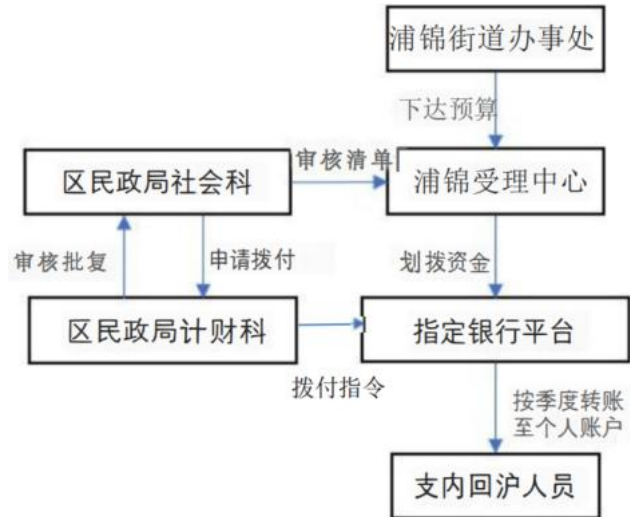 浦锦街道办事处
下达预算
审核清单
区民政局社会科
浦锦受理中心
审核批复
申请拨付
划拨资金
区民政局计财科
指定银行平台
拨付指令
按季度转账
至个人账户
支内回沪人员